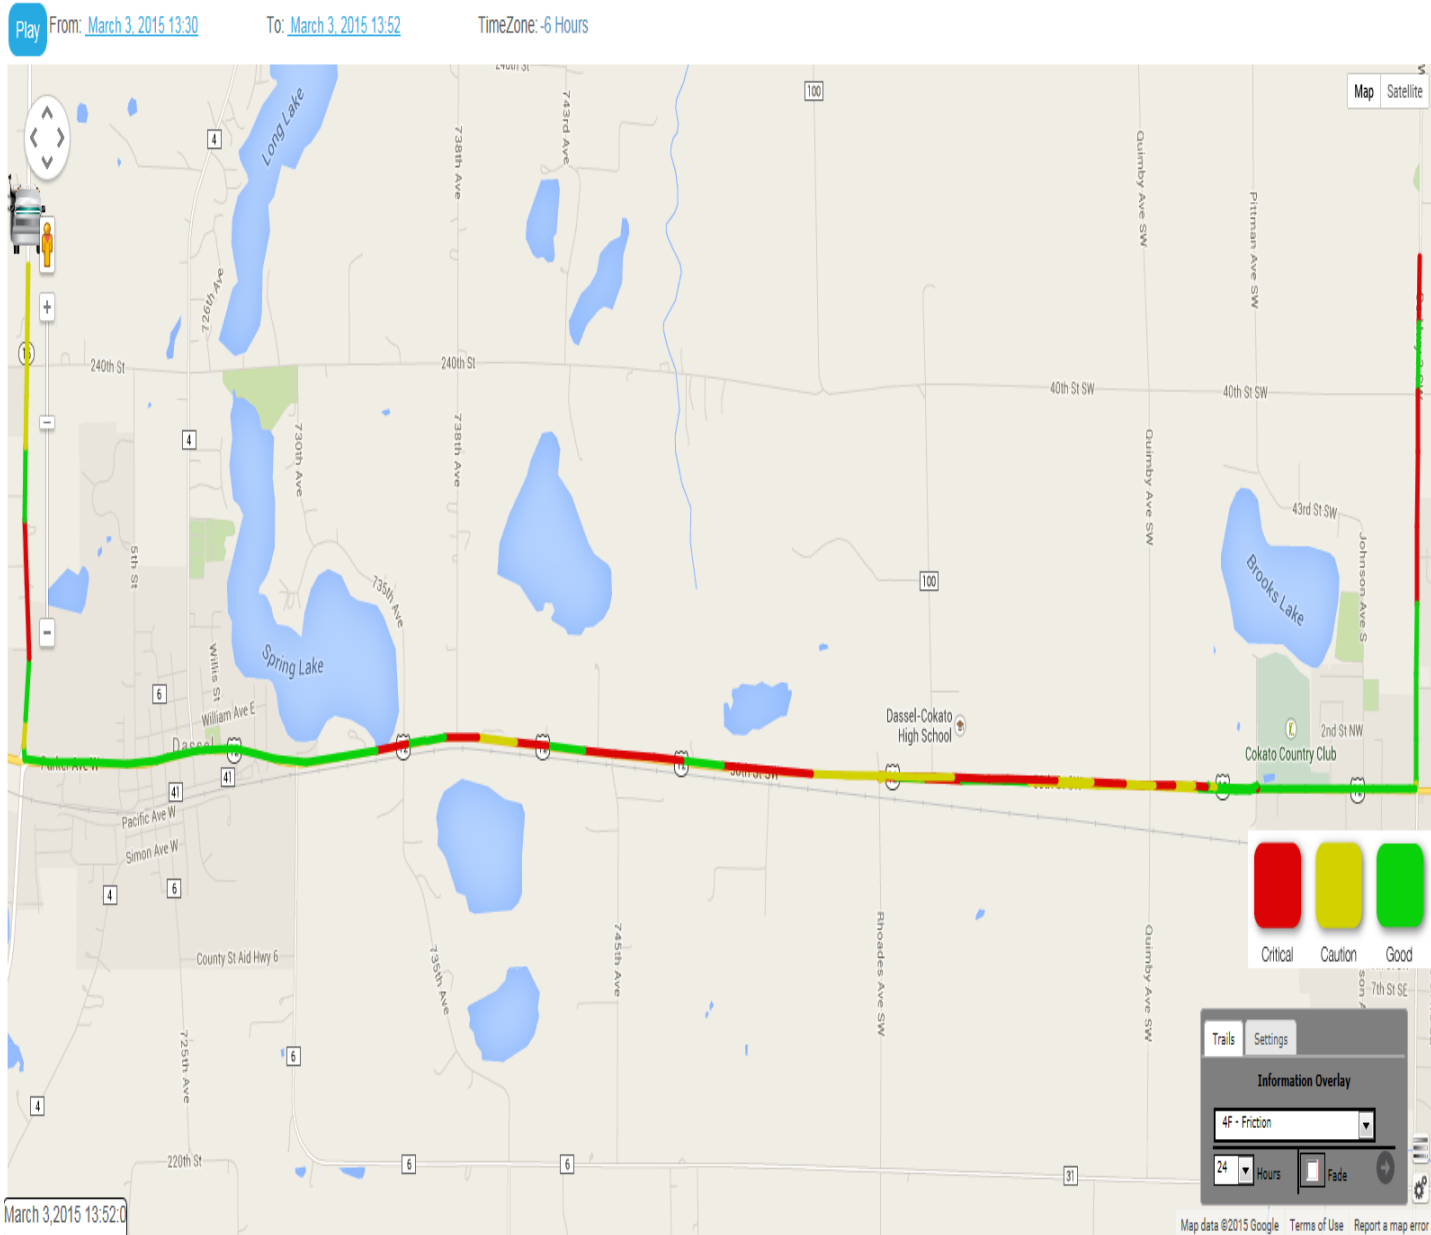 Play From: March 3, 2015 13:30 To: March 3, 2015 13:52 TimeZone: -6 Hours
Map Satellite
100
4
Long Lake
738th Ave
743rd Ave
Quimby Ave SW
Pittman Ave SW
726th Ave
240th St
240th St
40th St SW
40th St SW
4
730th Ave
738th Ave
Quimby Ave SW
43rd St SW
5th St
735th Ave
100
Brooks Lake
Johnson Ave S
Willis St
Spring Lake
6
William Ave E
Dassel
Dassel-Cokato
High School
2nd St NW
Cokato Country Club
Parker Ave W
41
41
12
Pacific Ave W
Simon Ave W
4
6
County St Aid Hwy 6
735th Ave
745th Ave
Rhoades Ave SW
Quimby Ave SW
Critical Caution Good
7th St SE
725th Ave
6
4
Trails Settings
Information Overlay
4F - Friction
24 Hours Fade
220th St
6
6
31
March 3,2015 13:52:0
Map data ©2015 Google Terms of Use Report a map error